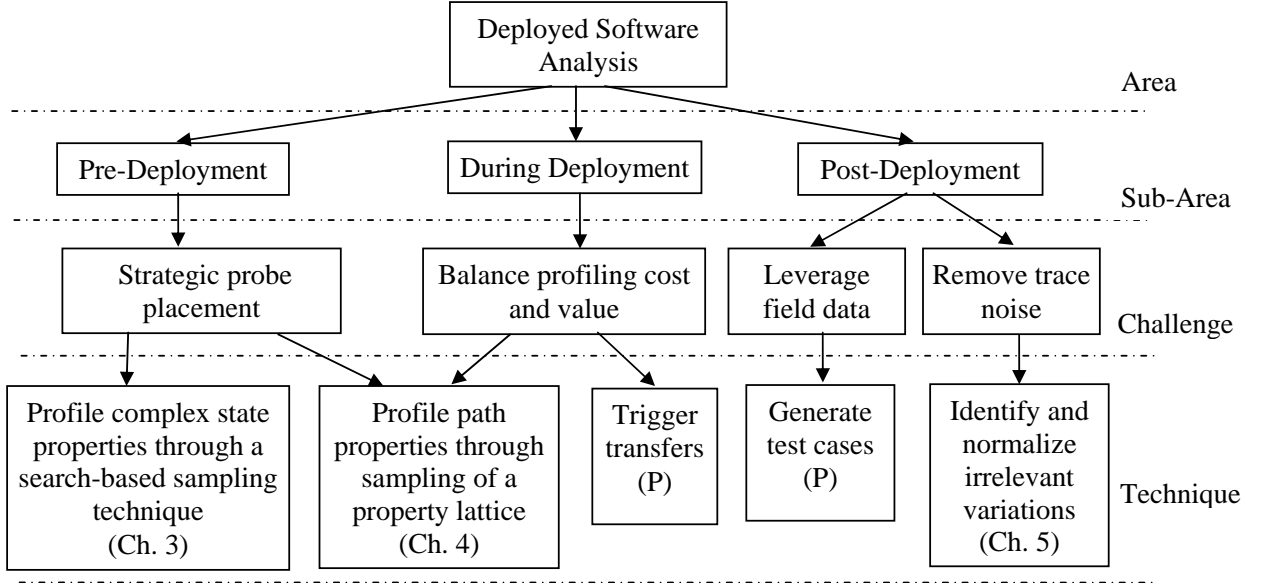 Deployed Software
Analysis
Area
Pre-Deployment
During Deployment
Post-Deployment
Sub-Area
Strategic probe
placement
Balance profiling cost
and value
Leverage
field data
Remove trace
noise
Challenge
Profile complex state
properties through a
search-based sampling
technique
(Ch. 3)
Profile path
properties through
sampling of a
property lattice
(Ch. 4)
Trigger
transfers
(P)
Generate
test cases
(P)
Identify and
normalize
irrelevant
variations
(Ch. 5)
Technique